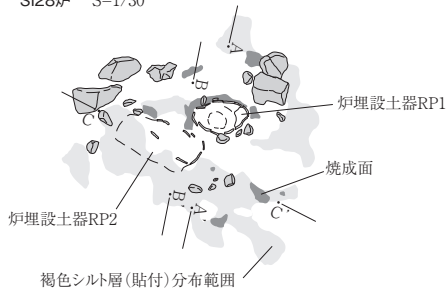 SI28炉 S=1/30
A
B
炉埋設土器RP1
C
焼成面
B'
A'
C'
炉埋設土器RP2
褐色シルト層(貼付)分布範囲